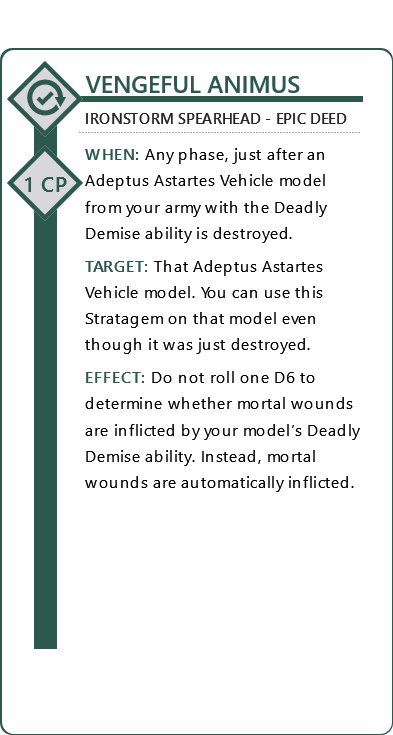 VENGEFUL ANIMUS
IRONSTORM SPEARHEAD - EPIC DEED
1 CP
WHEN: Any phase, just after an
Adeptus Astartes Vehicle model
from your army with the Deadly
Demise ability is destroyed.
TARGET: That Adeptus Astartes
Vehicle model. You can use this
Stratagem on that model even
though it was just destroyed.
EFFECT: Do not roll one D6 to
determine whether mortal wounds
are inflicted by your model’s Deadly
Demise ability. Instead, mortal
wounds are automatically inflicted.